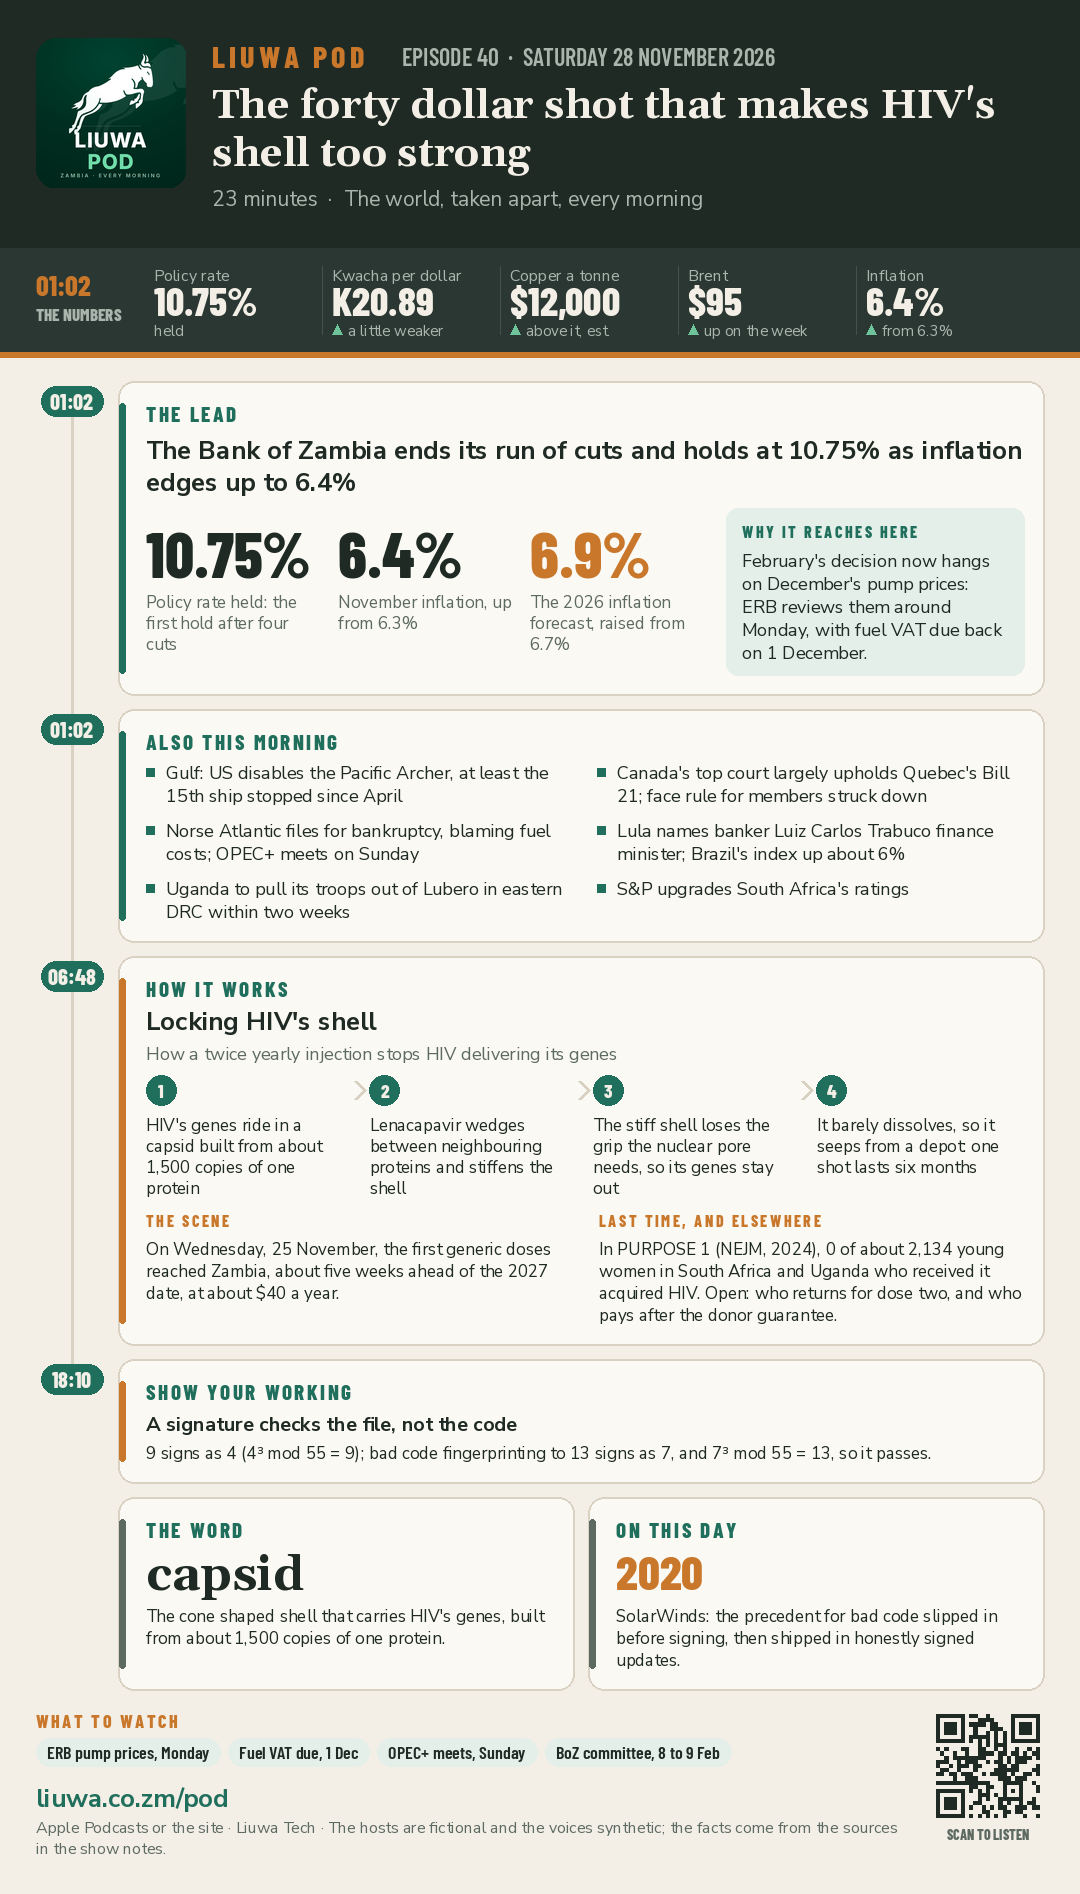 LIUWA
POD
ZAMBIA · EVERY MORNING
LIUWA POD EPISODE 40 · SATURDAY 28 NOVEMBER 2026
The forty dollar shot that makes HIV's
shell too strong
23 minutes · The world, taken apart, every morning
01:02
THE NUMBERS
Policy rate
10.75%
held
Kwacha per dollar
K20.89
▲ a little weaker
Copper a tonne
$12,000
▲ above it, est.
Brent
$95
▲ up on the week
Inflation
6.4%
▲ from 6.3%
01:02
THE LEAD
The Bank of Zambia ends its run of cuts and holds at 10.75% as inflation
edges up to 6.4%
10.75%
Policy rate held: the
first hold after four
cuts
6.4%
November inflation, up
from 6.3%
6.9%
The 2026 inflation
forecast, raised from
6.7%
WHY IT REACHES HERE
February's decision now hangs
on December's pump prices:
ERB reviews them around
Monday, with fuel VAT due back
on 1 December.
01:02
ALSO THIS MORNING
Gulf: US disables the Pacific Archer, at least the
15th ship stopped since April
Norse Atlantic files for bankruptcy, blaming fuel
costs; OPEC+ meets on Sunday
Uganda to pull its troops out of Lubero in eastern
DRC within two weeks
Canada's top court largely upholds Quebec's Bill
21; face rule for members struck down
Lula names banker Luiz Carlos Trabuco finance
minister; Brazil's index up about 6%
S&P upgrades South Africa's ratings
06:48
HOW IT WORKS
Locking HIV's shell
How a twice yearly injection stops HIV delivering its genes
1
HIV's genes ride in a
capsid built from about
1,500 copies of one
protein
2
Lenacapavir wedges
between neighbouring
proteins and stiffens the
shell
3
The stiff shell loses the
grip the nuclear pore
needs, so its genes stay
out
4
It barely dissolves, so it
seeps from a depot: one
shot lasts six months
THE SCENE
On Wednesday, 25 November, the first generic doses
reached Zambia, about five weeks ahead of the 2027
date, at about $40 a year.
LAST TIME, AND ELSEWHERE
In PURPOSE 1 (NEJM, 2024), 0 of about 2,134 young
women in South Africa and Uganda who received it
acquired HIV. Open: who returns for dose two, and who
pays after the donor guarantee.
18:10
SHOW YOUR WORKING
A signature checks the file, not the code
9 signs as 4 (4³ mod 55 = 9); bad code fingerprinting to 13 signs as 7, and 7³ mod 55 = 13, so it passes.
THE WORD
capsid
The cone shaped shell that carries HIV's genes, built
from about 1,500 copies of one protein.
ON THIS DAY
2020
SolarWinds: the precedent for bad code slipped in
before signing, then shipped in honestly signed
updates.
WHAT TO WATCH
ERB pump prices, Monday
Fuel VAT due, 1 Dec
OPEC+ meets, Sunday
BoZ committee, 8 to 9 Feb
liuwa.co.zm/pod
Apple Podcasts or the site · Liuwa Tech · The hosts are fictional and the voices synthetic; the facts come from the sources
in the show notes.
SCAN TO LISTEN